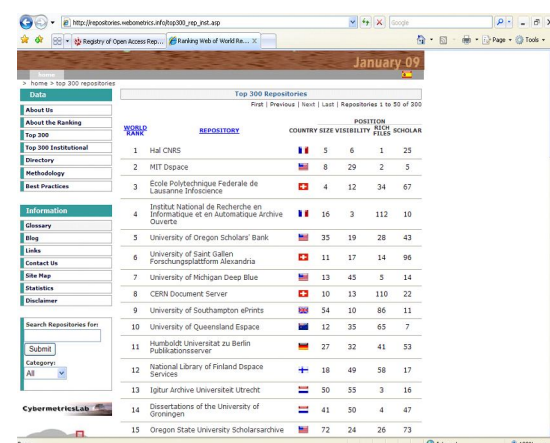 http://repositories.webometrics.info/top300_rep_inst.asp
Google
Registry of Open Access Rep...
Ranking Web of World Re...
Page
Tools
January 09
home
> home > top 300 repositories
Data
About Us
About the Ranking
Top 300
Top 300 Institutional
Directory
Methodology
Best Practices
Information
Glossary
Blog
Links
Contact Us
Site Map
Statistics
Disclaimer
Search Repositories for:
Submit
Category:
All
CybermetricsLab
Top 300 Repositories
First | Previous | Next | Last | Repositories 1 to 50 of 300
POSITION
WORLD RANK REPOSITORY COUNTRY SIZE VISIBILITY RICH FILES SCHOLAR
1 Hal CNRS 5 6 1 25
2 MIT Dspace 8 29 2 5
3 Ecole Polytechnique Federale de Lausanne Infoscience 4 12 34 67
4 Institut National de Recherche en Informatique et en Automatique Archive Ouverte 16 3 112 10
5 University of Oregon Scholars' Bank 35 19 28 43
6 University of Saint Gallen Forschungsplattform Alexandria 11 17 14 96
7 University of Michigan Deep Blue 13 45 5 14
8 CERN Document Server 10 13 110 22
9 University of Southampton ePrints 54 10 86 11
10 University of Queensland Espace 12 35 65 7
11 Humboldt Universitat zu Berlin Publikationsserver 27 32 41 53
12 National Library of Finland Dspace Services 18 49 58 17
13 Igitur Archive Universiteit Utrecht 50 55 3 16
14 Dissertations of the University of Groningen 41 50 4 47
15 Oregon State University Scholarsarchive 72 24 26 73